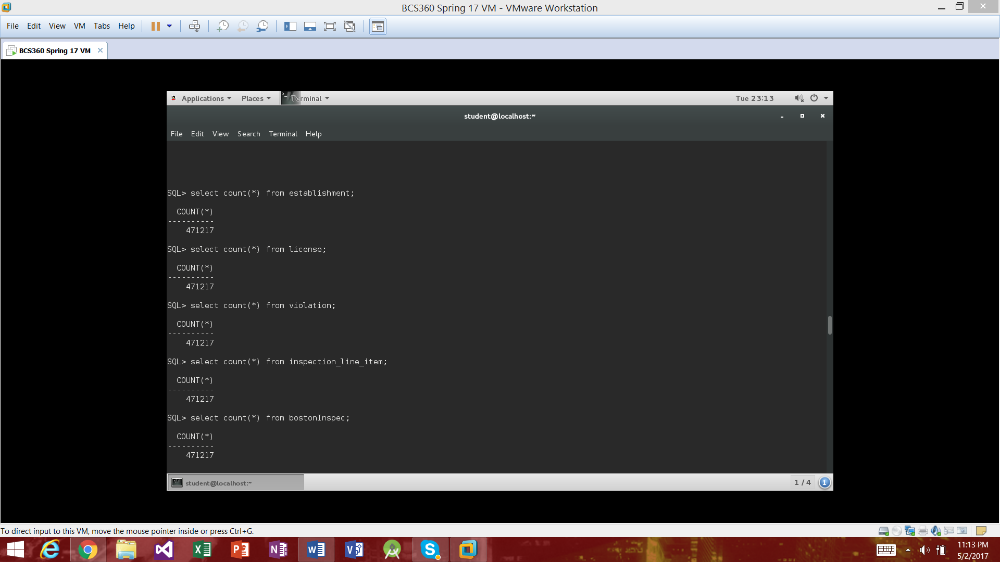 BCS360 Spring 17 VM - VMware Workstation
File Edit View VM Tabs Help
BCS360 Spring 17 VM
Applications Places Terminal Tue 23:13
student@localhost:~
File Edit View Search Terminal Help
SQL> select count(*) from establishment;
COUNT(*)
----------
471217
SQL> select count(*) from license;
COUNT(*)
----------
471217
SQL> select count(*) from violation;
COUNT(*)
----------
471217
SQL> select count(*) from inspection_line_item;
COUNT(*)
----------
471217
SQL> select count(*) from bostonInspec;
COUNT(*)
----------
471217
student@localhost:~ 1 / 4 1
To direct input to this VM, move the mouse pointer inside or press Ctrl+G.
11:13 PM
5/2/2017